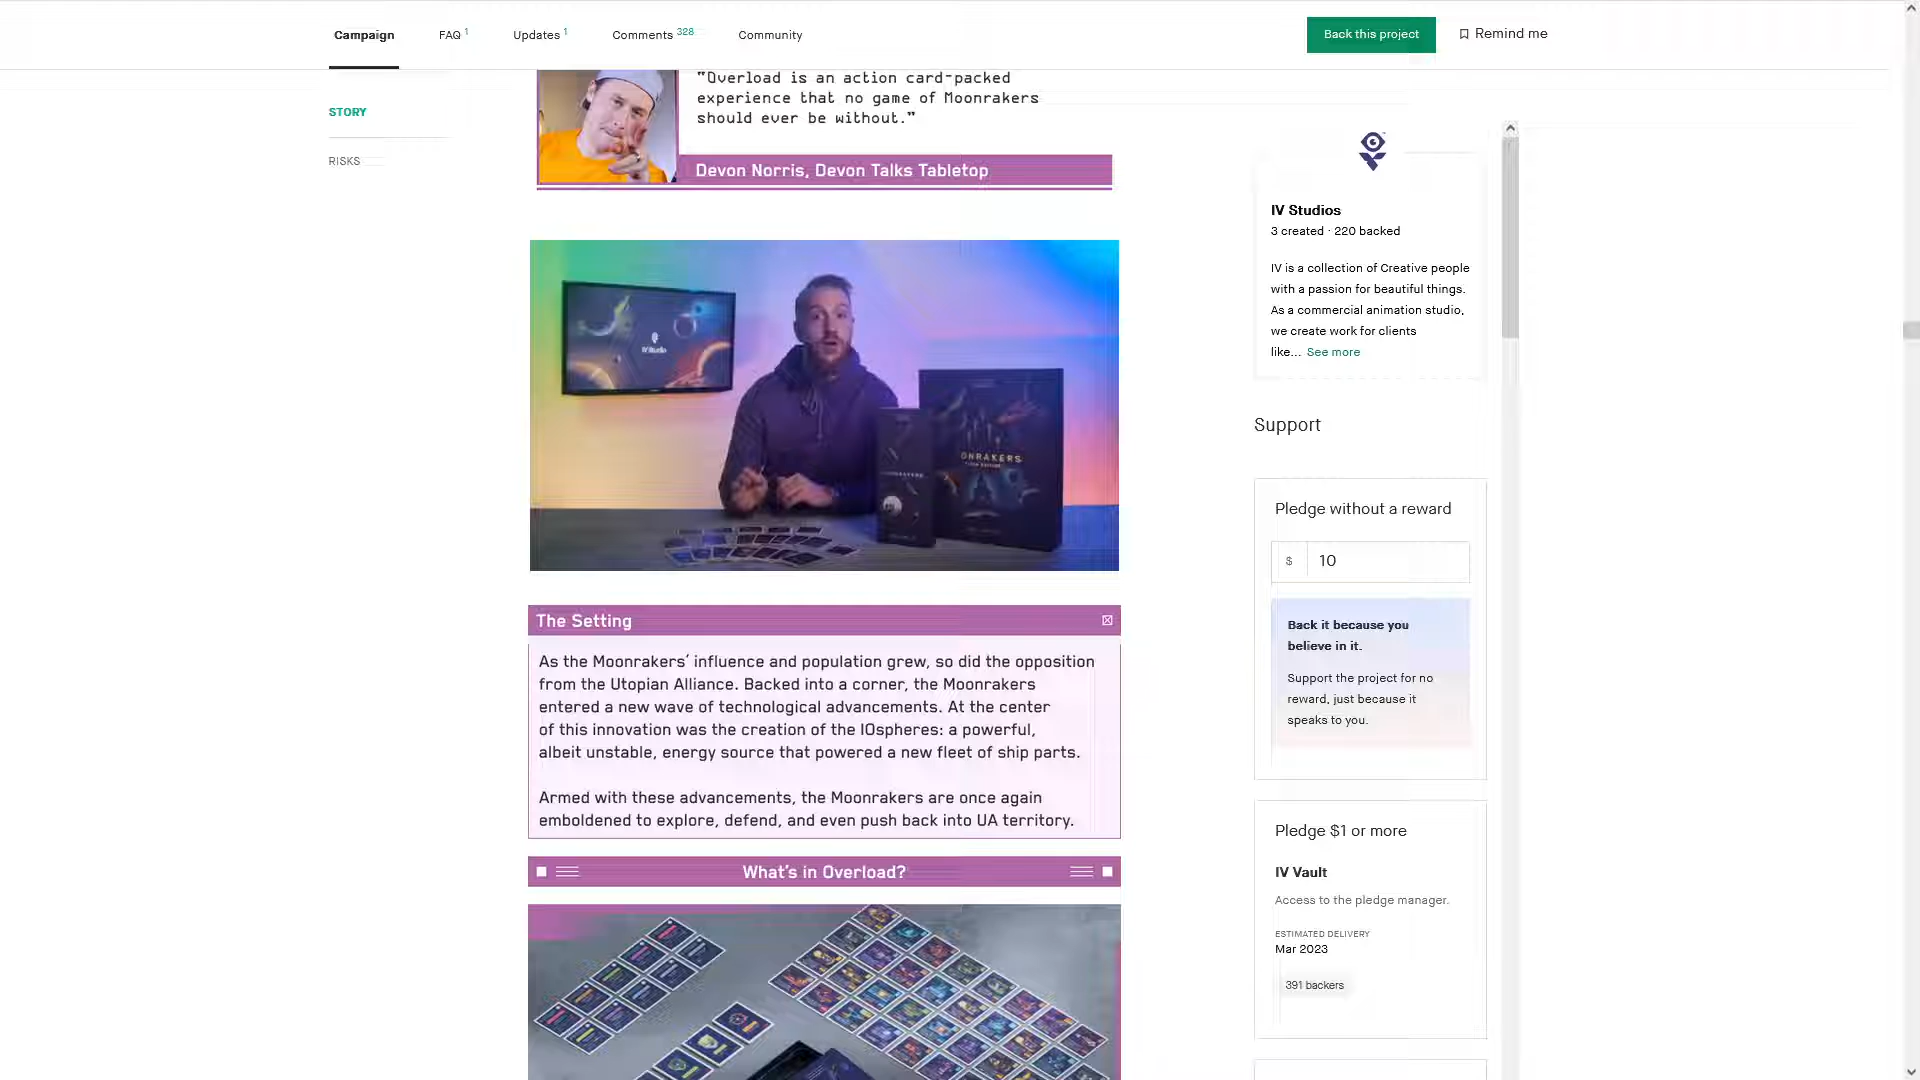 Campaign
FAQ 1
Updates 1
Comments 328
Community
Back this project
Remind me
STORY
RISKS
"Overload is an action card-packed
experience that no game of Moonrakers
should ever be without."
Devon Norris, Devon Talks Tabletop
IV Studio
ONRAKERS
The Setting
As the Moonrakers' influence and population grew, so did the opposition
from the Utopian Alliance. Backed into a corner, the Moonrakers
entered a new wave of technological advancements. At the center
of this innovation was the creation of the IOspheres: a powerful,
albeit unstable, energy source that powered a new fleet of ship parts.
Armed with these advancements, the Moonrakers are once again
emboldened to explore, defend, and even push back into UA territory.
What's in Overload?
IV Studios
3 created · 220 backed
IV is a collection of Creative people
with a passion for beautiful things.
As a commercial animation studio,
we create work for clients
like... See more
Support
Pledge without a reward
$ 10
Back it because you
believe in it.
Support the project for no
reward, just because it
speaks to you.
Pledge $1 or more
IV Vault
Access to the pledge manager.
ESTIMATED DELIVERY
Mar 2023
391 backers